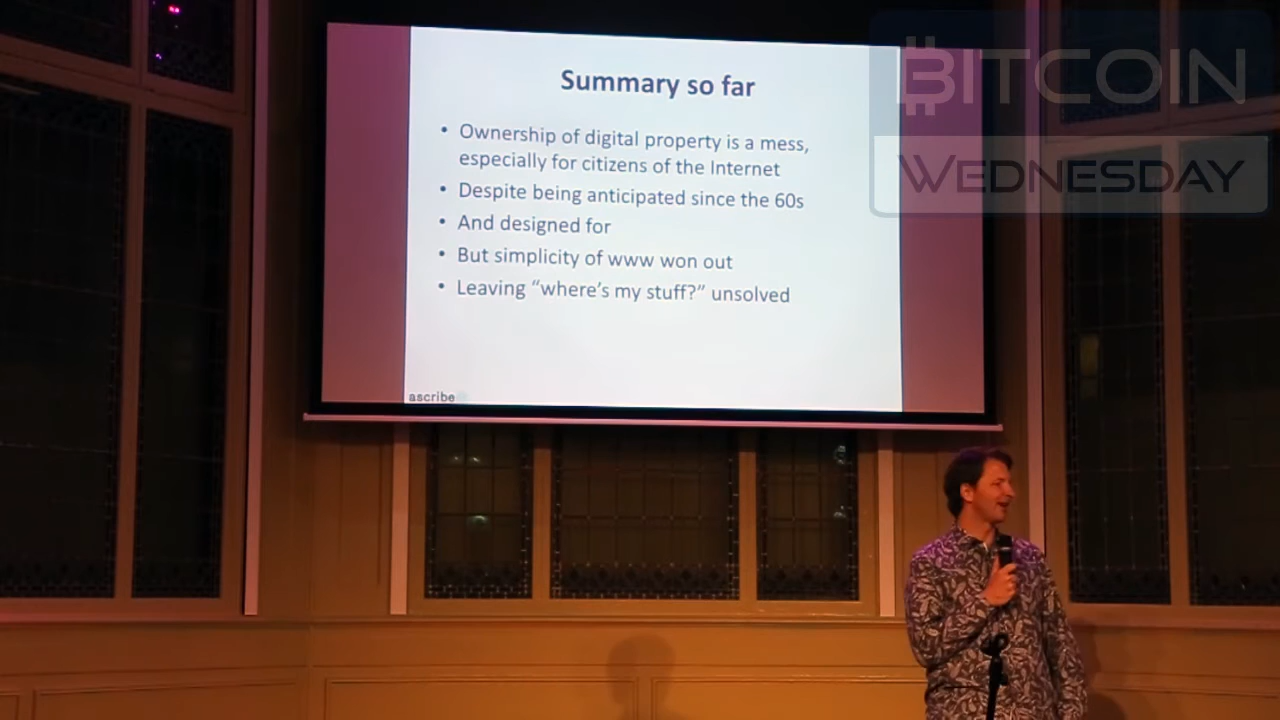 Summary so far
• Ownership of digital property is a mess,
especially for citizens of the Internet
• Despite being anticipated since the 60s
• And designed for
• But simplicity of www won out
• Leaving “where’s my stuff?” unsolved
ascribe
BITCOIN
WEDNESDAY